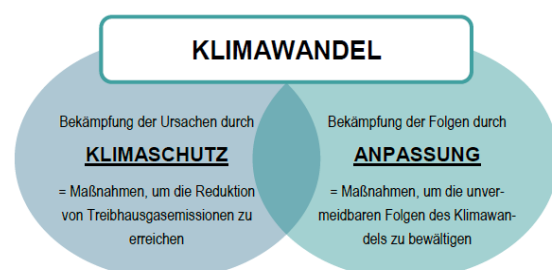 KLIMAWANDEL
Bekämpfung der Ursachen durch
KLIMASCHUTZ
= Maßnahmen, um die Reduktion
von Treibhausgasemissionen zu
erreichen
Bekämpfung der Folgen durch
ANPASSUNG
= Maßnahmen, um die unver-
meidbaren Folgen des Klimawan-
dels zu bewältigen